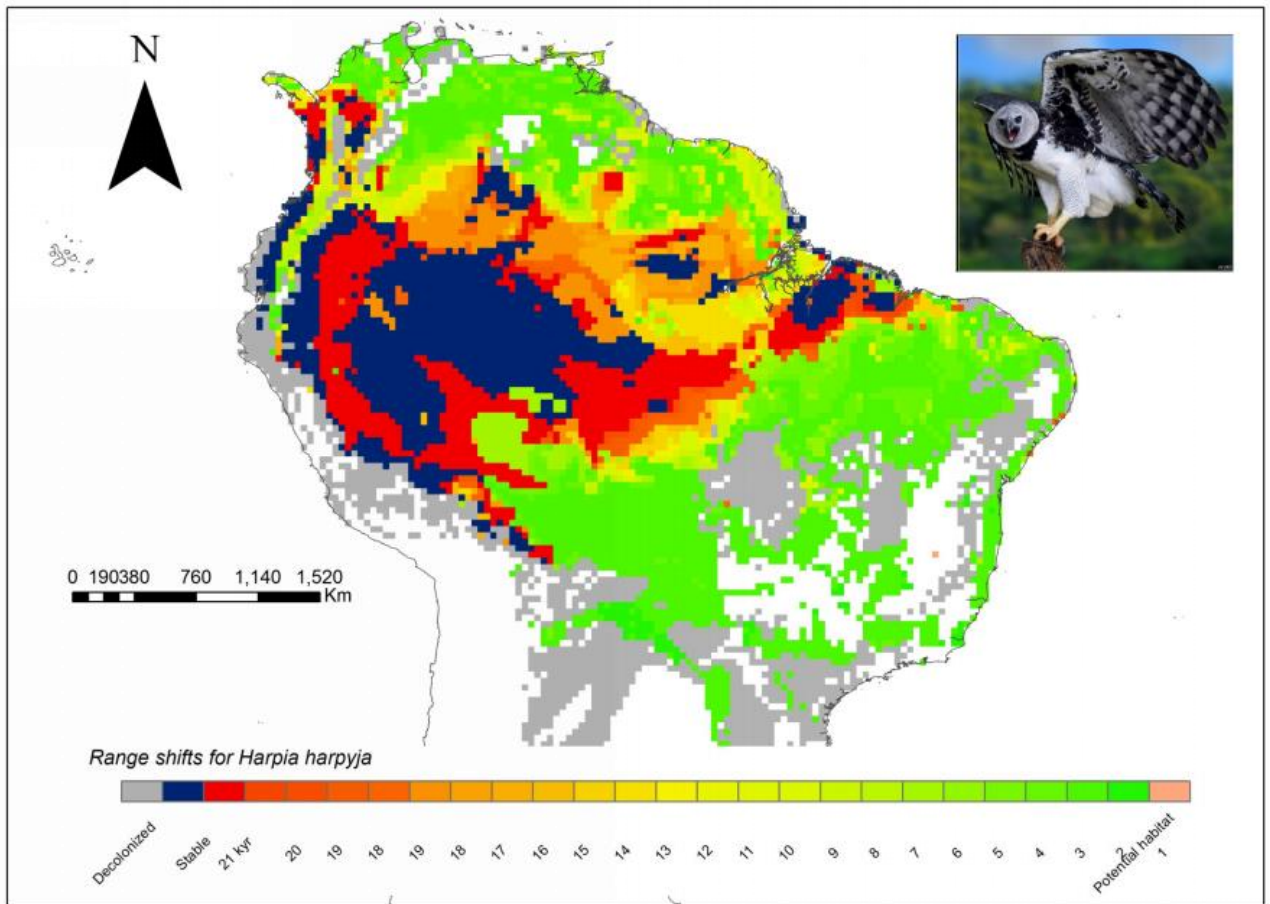 N
0 190380 760 1,140 1,520
Km
Range shifts for Harpia harpyja
Decolonized Stable 21 kyr 20 19 18 19 18 17 16 15 14 13 12 11 10 9 8 7 6 5 4 3 2 Potential habitat 1